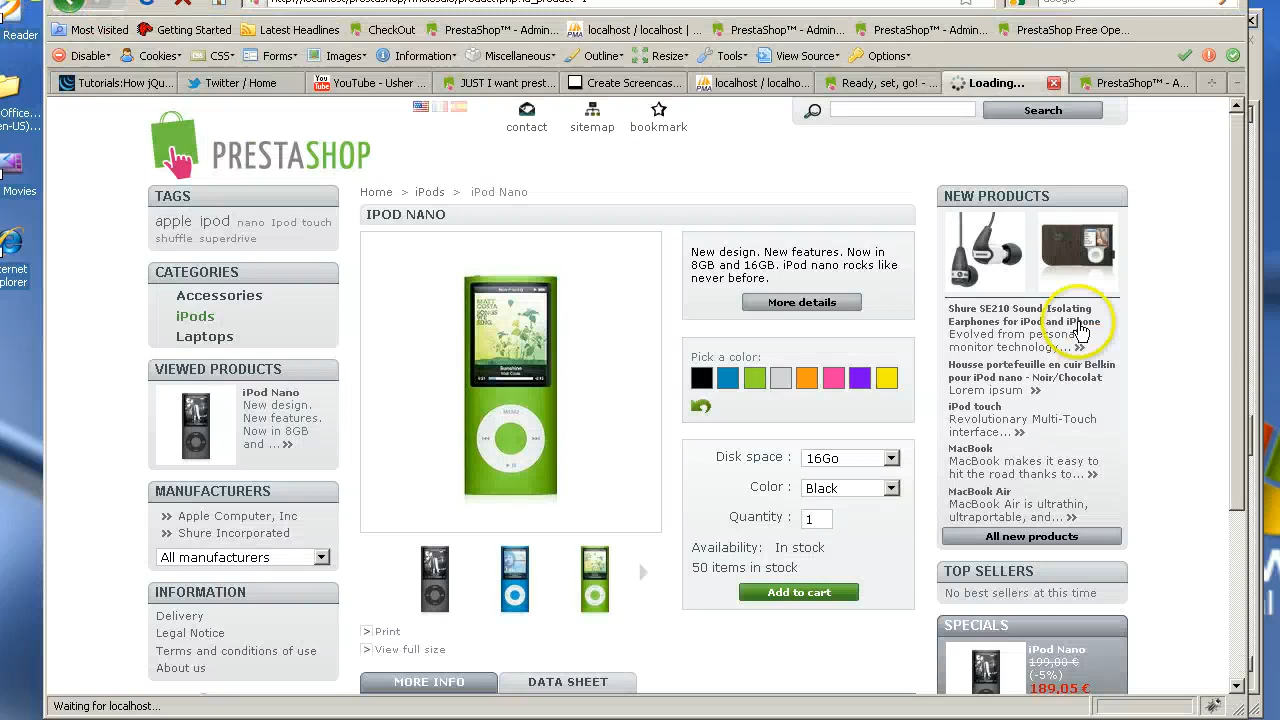 Reader
Office...
en-US)...
Movies
nternet
plorer
Most Visited
Getting Started
Latest Headlines
CheckOut
PrestaShop™ - Admin...
localhost / localhost | ...
PrestaShop™ - Admin...
PrestaShop™ - Admin...
PrestaShop Free Ope...
Disable
Cookies
CSS
Forms
Images
Information
Miscellaneous
Outline
Resize
Tools
View Source
Options
Tutorials:How jQu...
Twitter / Home
YouTube - Usher ...
JUST I want prest...
Create Screencas...
localhost / localho...
Ready, set, go! - ...
Loading...
PrestaShop™ - A...
contact
sitemap
bookmark
Search
PRESTASHOP
TAGS
apple ipod nano Ipod touch
shuffle superdrive
CATEGORIES
Accessories
iPods
Laptops
VIEWED PRODUCTS
iPod Nano
New design.
New features.
Now in 8GB
and ... »
MANUFACTURERS
» Apple Computer, Inc
» Shure Incorporated
All manufacturers
INFORMATION
Delivery
Legal Notice
Terms and conditions of use
About us
Home > iPods > iPod Nano
IPOD NANO
New design. New features. Now in
8GB and 16GB. iPod nano rocks like
never before.
More details
Pick a color:
Disk space : 16Go
Color : Black
Quantity : 1
Availability: In stock
50 items in stock
Add to cart
MENU
> Print
> View full size
MORE INFO
DATA SHEET
NEW PRODUCTS
Shure SE210 Sound-Isolating
Earphones for iPod and iPhone
Evolved from persona
monitor technology... »
Housse portefeuille en cuir Belkin
pour iPod nano - Noir/Chocolat
Lorem ipsum »
iPod touch
Revolutionary Multi-Touch
interface... »
MacBook
MacBook makes it easy to
hit the road thanks to... »
MacBook Air
MacBook Air is ultrathin,
ultraportable, and... »
All new products
TOP SELLERS
No best sellers at this time
SPECIALS
iPod Nano
199,00 €
(-5%)
189,05 €
Waiting for localhost...